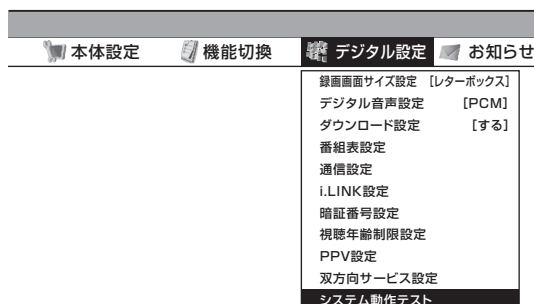 本体設定 機能切換 デジタル設定 お知らせ
録画画面サイズ設定 [レターボックス]
デジタル音声設定 [PCM]
ダウンロード設定 [する]
番組表設定
通信設定
i.LINK設定
暗証番号設定
視聴年齢制限設定
PPV設定
双方向サービス設定
システム動作テスト